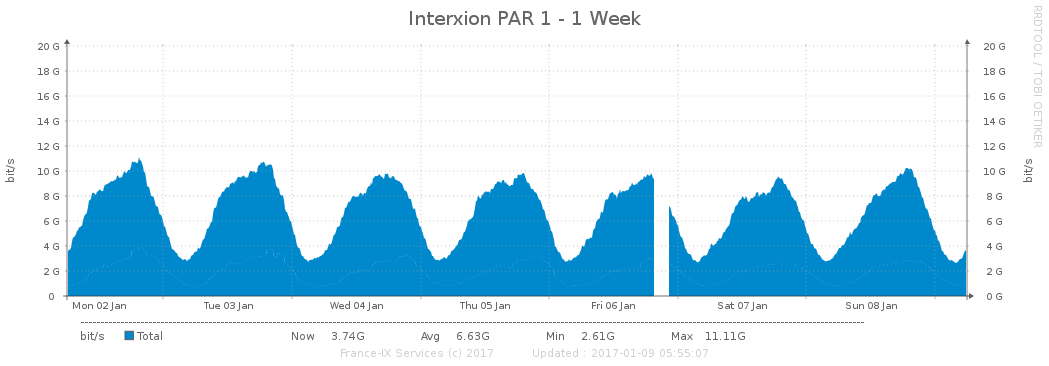 Interxion PAR 1 - 1 Week
RRDTOOL / TOBI OETIKER
bit/s
20 G
18 G
16 G
14 G
12 G
10 G
8 G
6 G
4 G
2 G
0
20 G
18 G
16 G
14 G
12 G
10 G
8 G
6 G
4 G
2 G
0 G
bit/s
Mon 02 Jan Tue 03 Jan Wed 04 Jan Thu 05 Jan Fri 06 Jan Sat 07 Jan Sun 08 Jan
bit/s Total Now 3.74G Avg 6.63G Min 2.61G Max 11.11G
France-IX Services (c) 2017 Updated : 2017-01-09 05:55:07